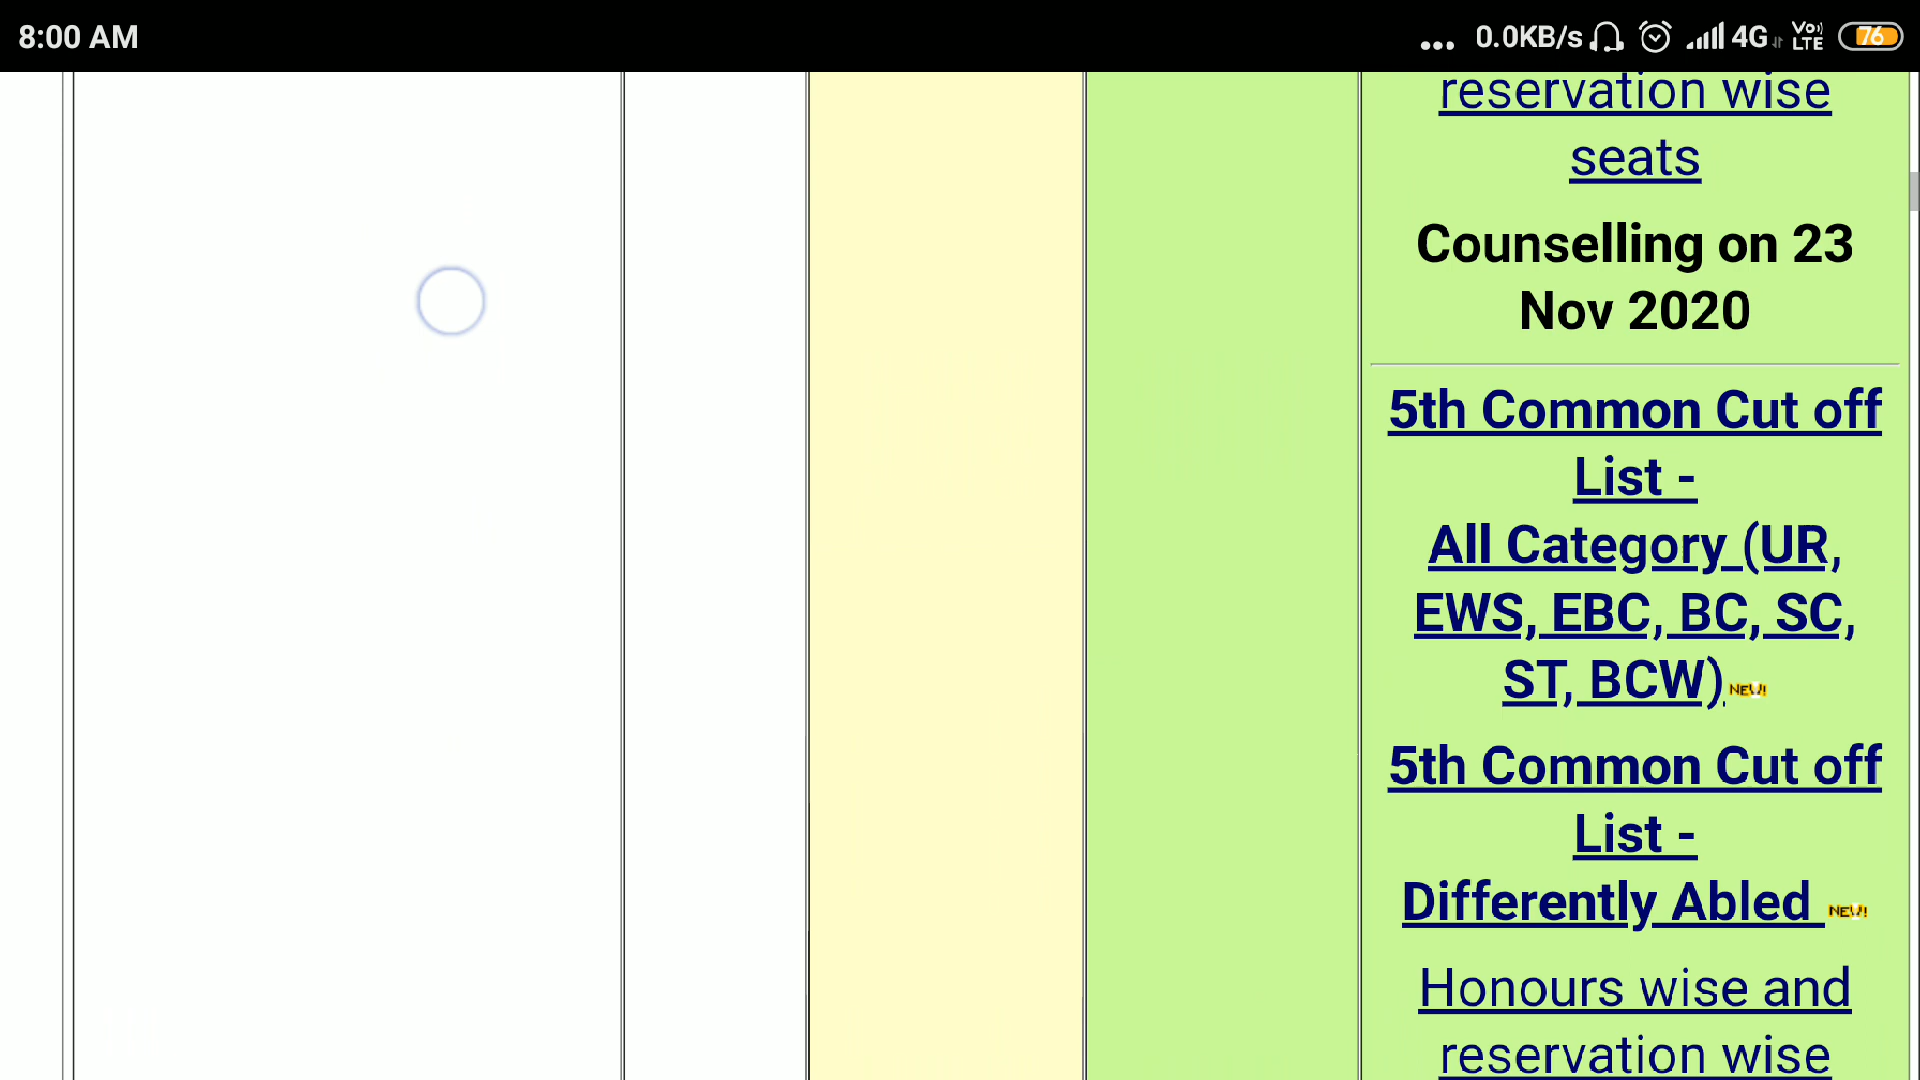 8:00 AM
... 0.0KB/s 4G Vo) LTE 76
reservation wise
seats
Counselling on 23
Nov 2020
5th Common Cut off
List -
All Category (UR,
EWS, EBC, BC, SC,
ST, BCW) NEW!
5th Common Cut off
List -
Differently Abled NEW!
Honours wise and
reservation wise